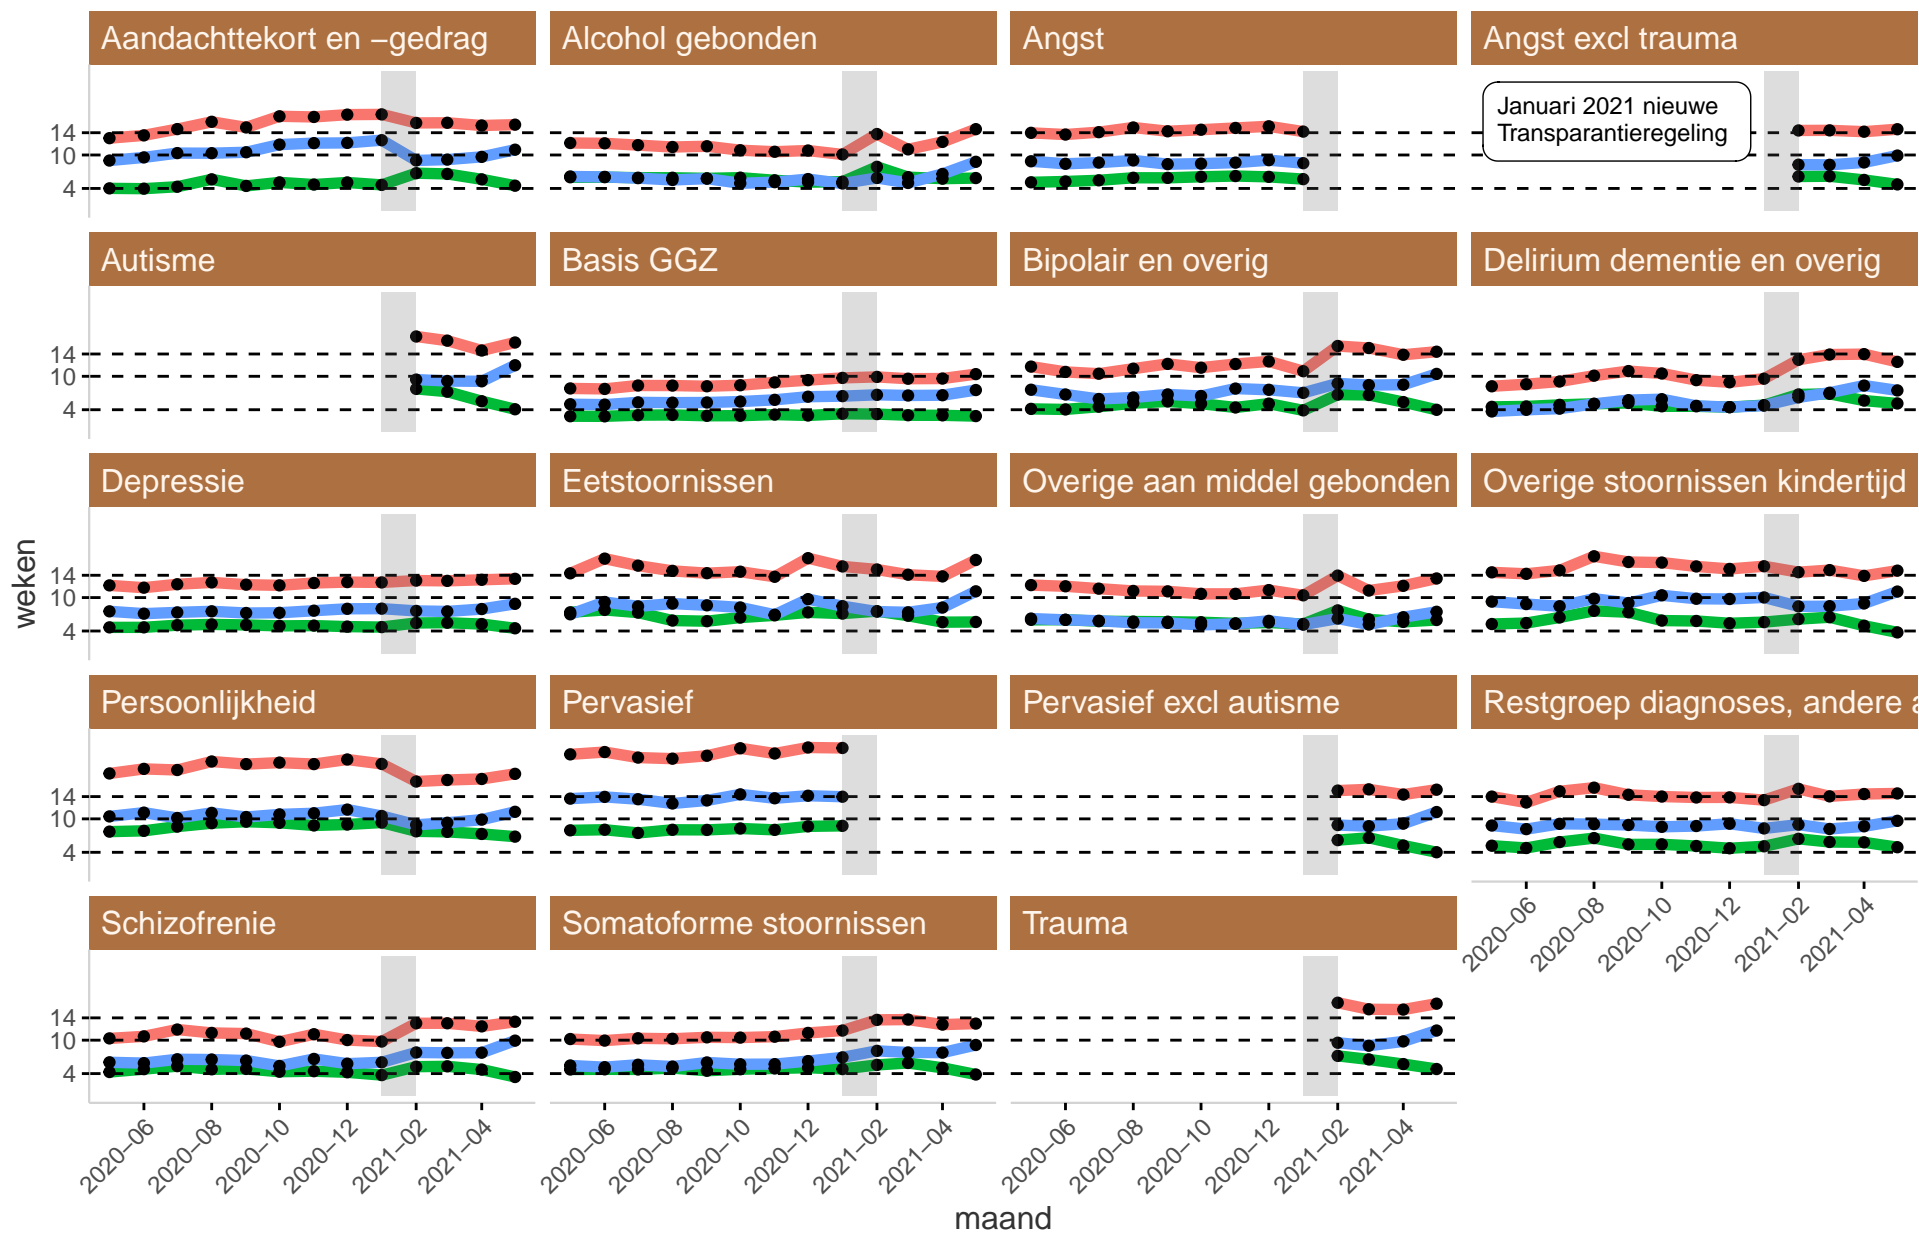 Aandachttekort en −gedrag
Alcohol gebonden
Angst
Angst excl trauma
Januari 2021 nieuwe
Transparantieregeling
14
10
4
Autisme
Basis GGZ
Bipolair en overig
Delirium dementie en overig
14
10
4
Depressie
Eetstoornissen
Overige aan middel gebonden
Overige stoornissen kindertijd
14
10
4
weken
Persoonlijkheid
Pervasief
Pervasief excl autisme
Restgroep diagnoses, andere a
14
10
4
2020−06
2020−08
2020−10
2020−12
2021−02
2021−04
Schizofrenie
Somatoforme stoornissen
Trauma
14
10
4
2020−06
2020−08
2020−10
2020−12
2021−02
2021−04
2020−06
2020−08
2020−10
2020−12
2021−02
2021−04
2020−06
2020−08
2020−10
2020−12
2021−02
2021−04
maand